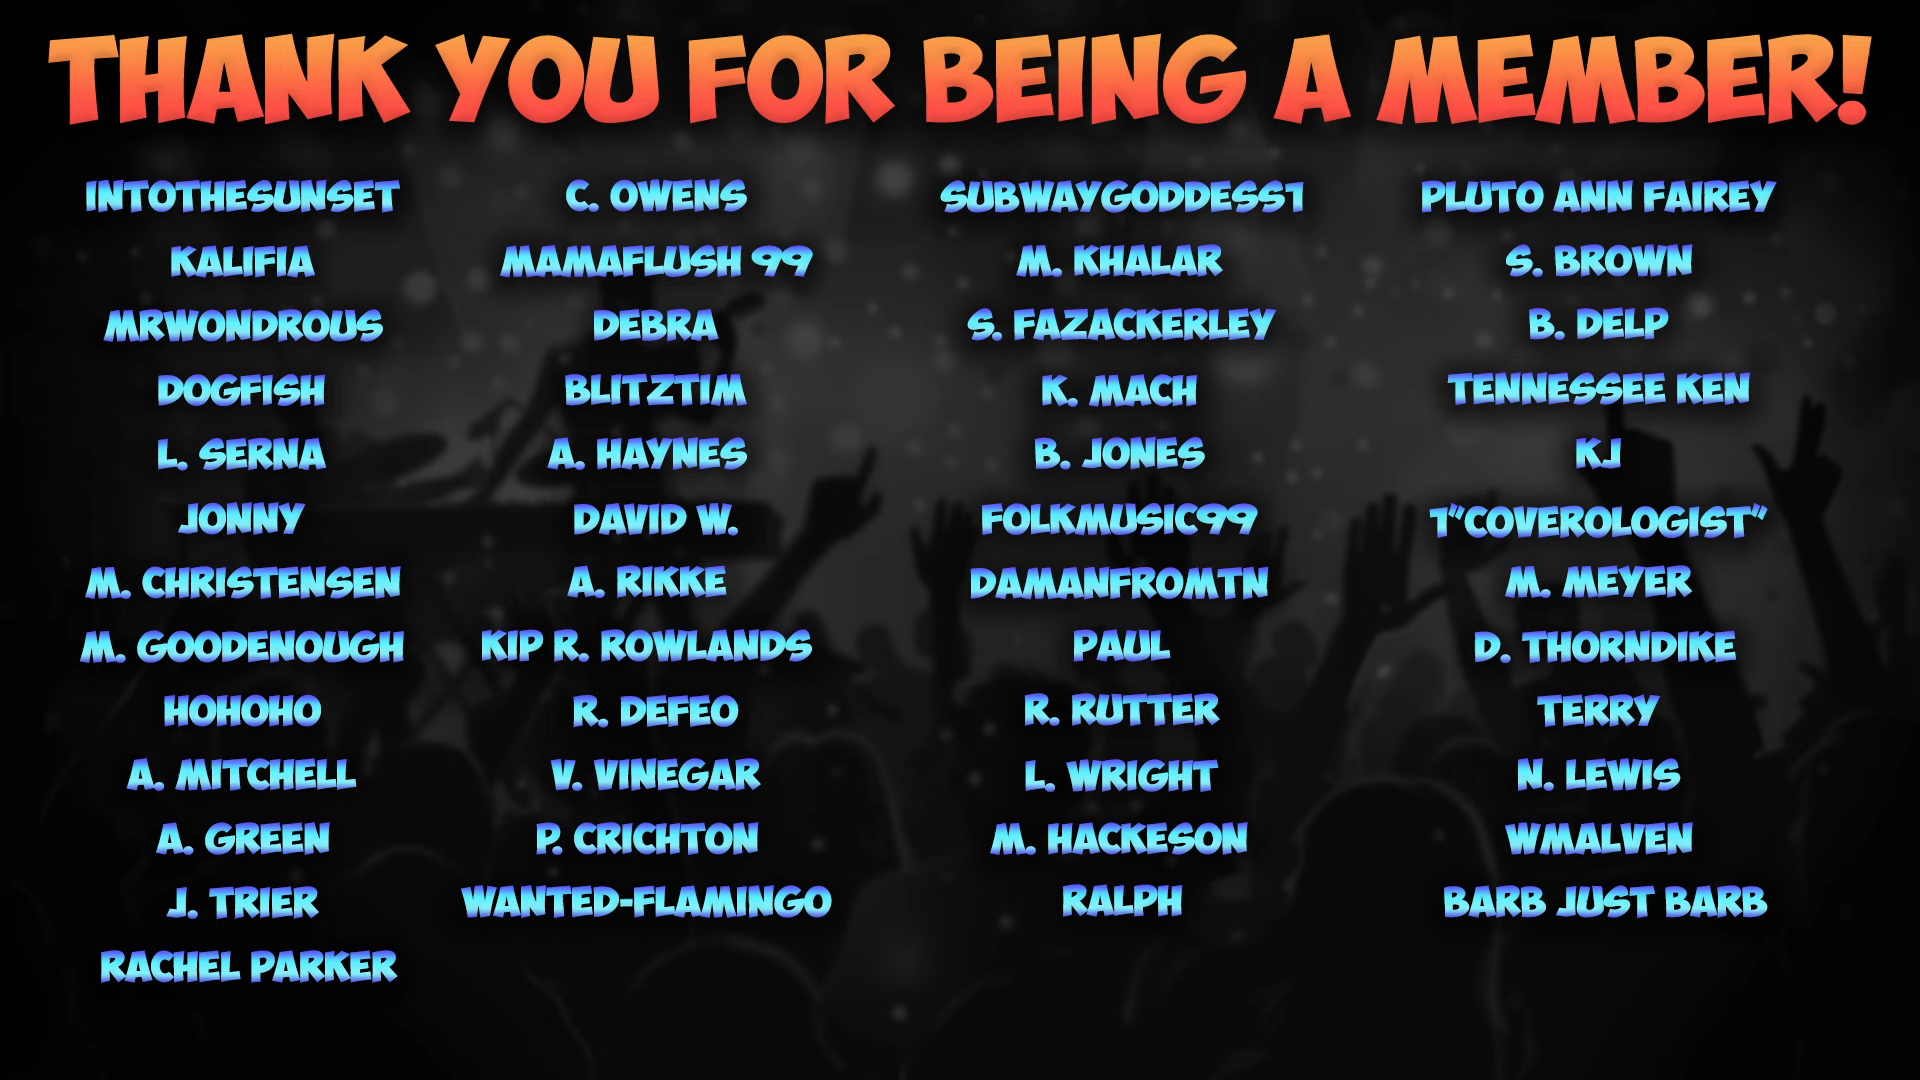 THANK YOU FOR BEING A MEMBER!
INTOTHESUNSET
KALIFIA
MRWONDROUS
DOGFISH
L. SERNA
JONNY
M. CHRISTENSEN
M. GOODENOUGH
HOHOHO
A. MITCHELL
A. GREEN
J. TRIER
RACHEL PARKER
C. OWENS
MAMAFLUSH 99
DEBRA
BLITZTIM
A. HAYNES
DAVID W.
A. RIKKE
KIP R. ROWLANDS
R. DEFEO
V. VINEGAR
P. CRICHTON
WANTED-FLAMINGO
SUBWAYGODDESS1
M. KHALAR
S. FAZACKERLEY
K. MACH
B. JONES
FOLKMUSIC99
DAMANFROMTN
PAUL
R. RUTTER
L. WRIGHT
M. HACKESON
RALPH
PLUTO ANN FAIREY
S. BROWN
B. DELP
TENNESSEE KEN
KJ
1"COVEROLOGIST"
M. MEYER
D. THORNDIKE
TERRY
N. LEWIS
WMALVEN
BARB JUST BARB